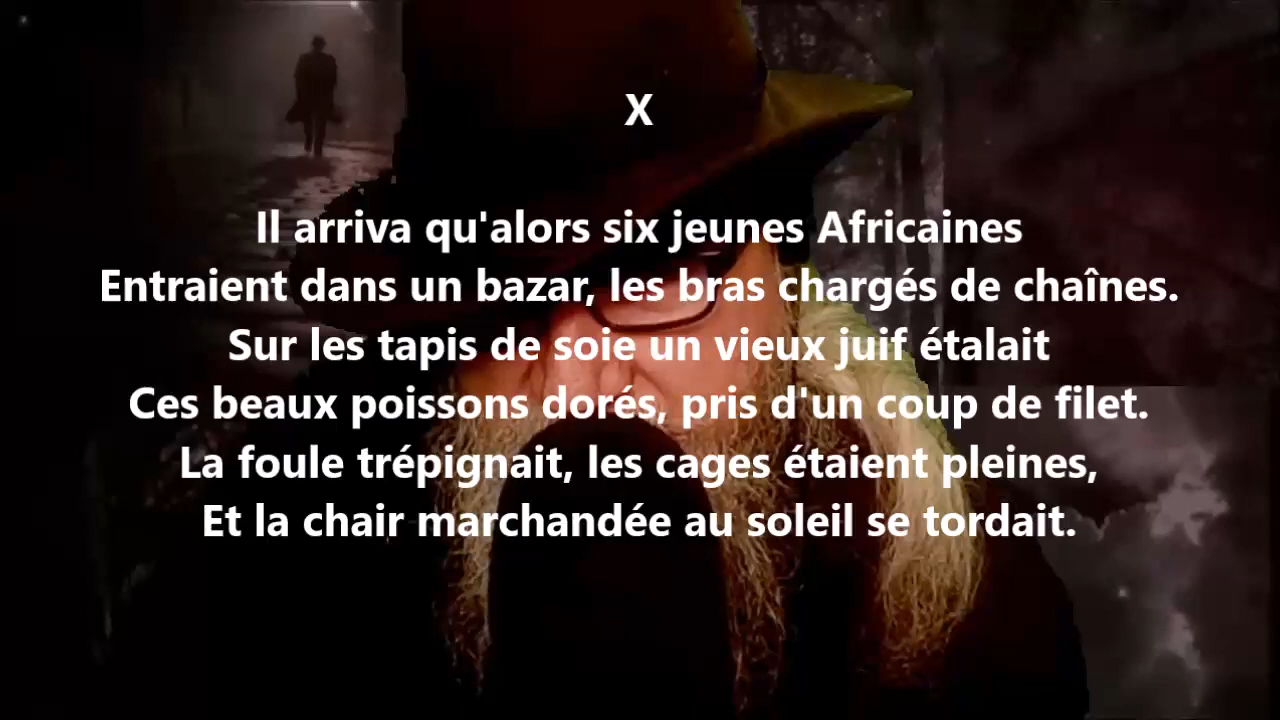 X
Il arriva qu'alors six jeunes Africaines
Entraient dans un bazar, les bras chargés de chaînes.
Sur les tapis de soie un vieux juif étalait
Ces beaux poissons dorés, pris d'un coup de filet.
La foule trépignait, les cages étaient pleines,
Et la chair marchandée au soleil se tordait.